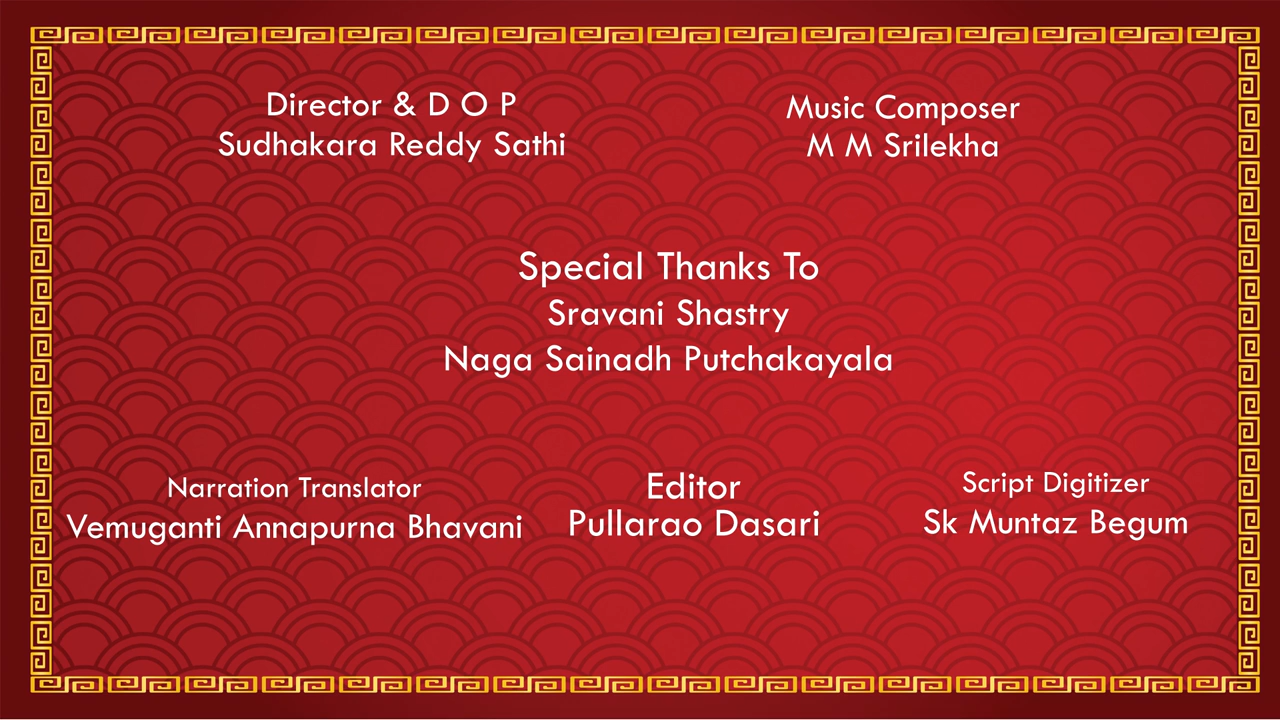 Director & D O P
Sudhakara Reddy Sathi
Music Composer
M M Srilekha
Special Thanks To
Sravani Shastry
Naga Sainadh Putchakayala
Narration Translator
Vemuganti Annapurna Bhavani
Editor
Pullarao Dasari
Script Digitizer
Sk Muntaz Begum